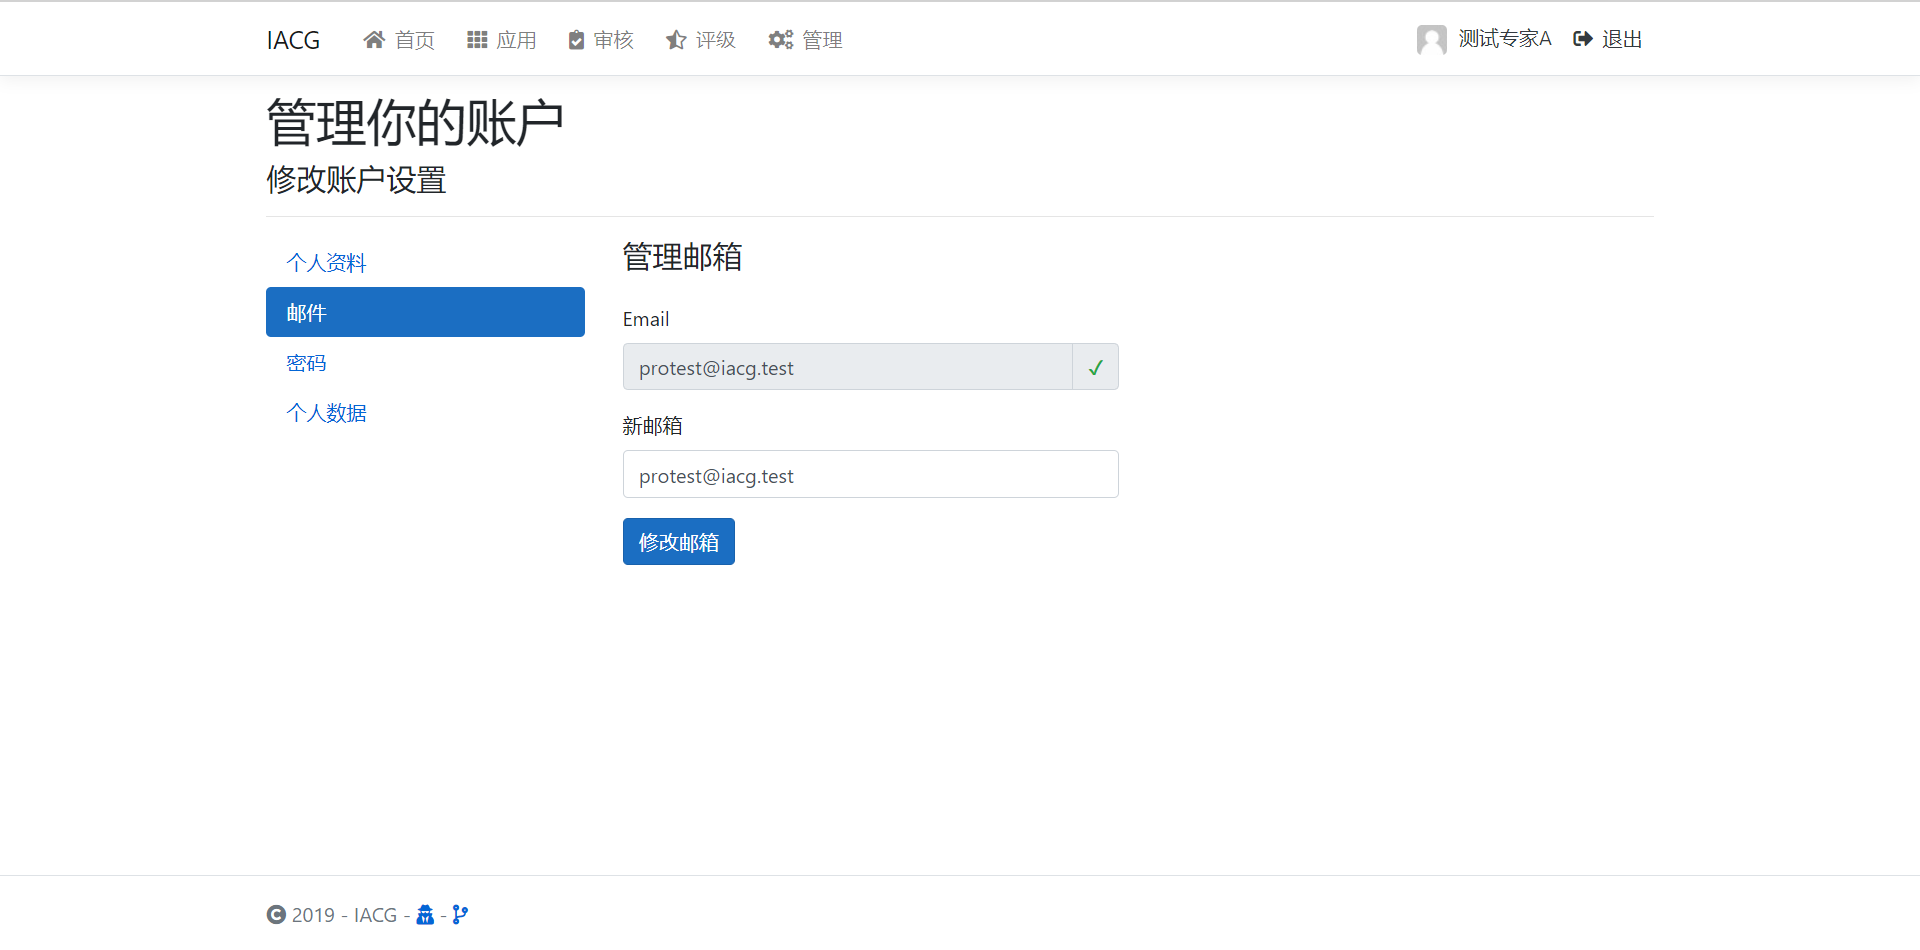 IACG 首页 应用 审核 评级 管理 测试专家A 退出
管理你的账户
修改账户设置
个人资料
邮件
密码
个人数据
管理邮箱
Email
protest@iacg.test
新邮箱
protest@iacg.test
修改邮箱
© 2019 - IACG - -